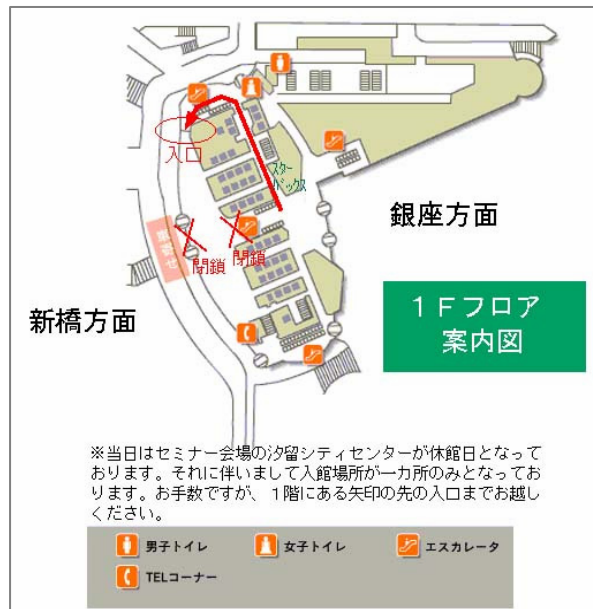 入口
スター
バックス
銀座方面
車寄せ
閉鎖
閉鎖
新橋方面
１Ｆフロア
案内図
※当日はセミナー会場の汐留シティセンターが休館日となって
おります。それに伴いまして入館場所が一カ所のみとなってお
ります。お手数ですが、１階にある矢印の先の入口までお越し
ください。
男子トイレ
女子トイレ
エスカレータ
TELコーナー